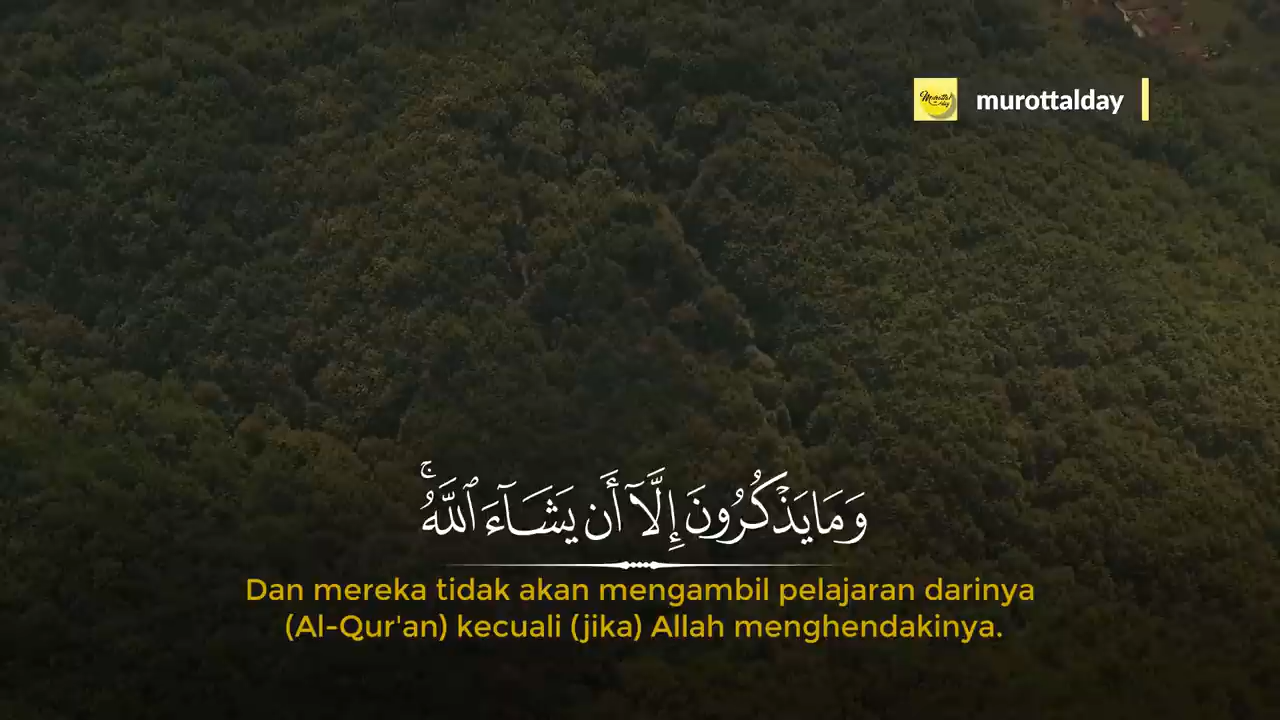 murottalday
وَمَا يَذْكُرُونَ إِلَّآ أَن يَشَآءَ ٱللَّهُ ۚ
Dan mereka tidak akan mengambil pelajaran darinya
(Al-Qur'an) kecuali (jika) Allah menghendakinya.